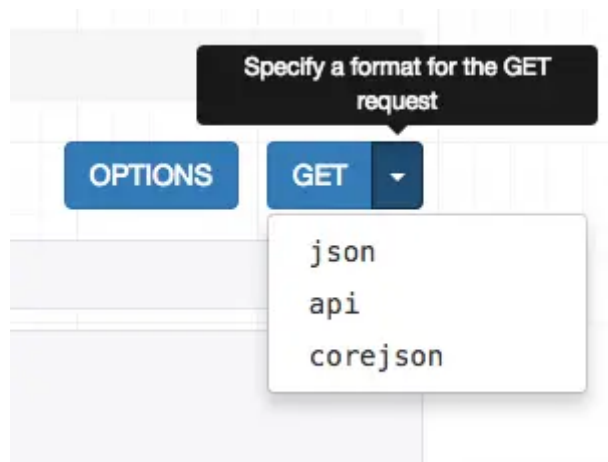 Specify a format for the GET
request
OPTIONS
GET
json
api
corejson